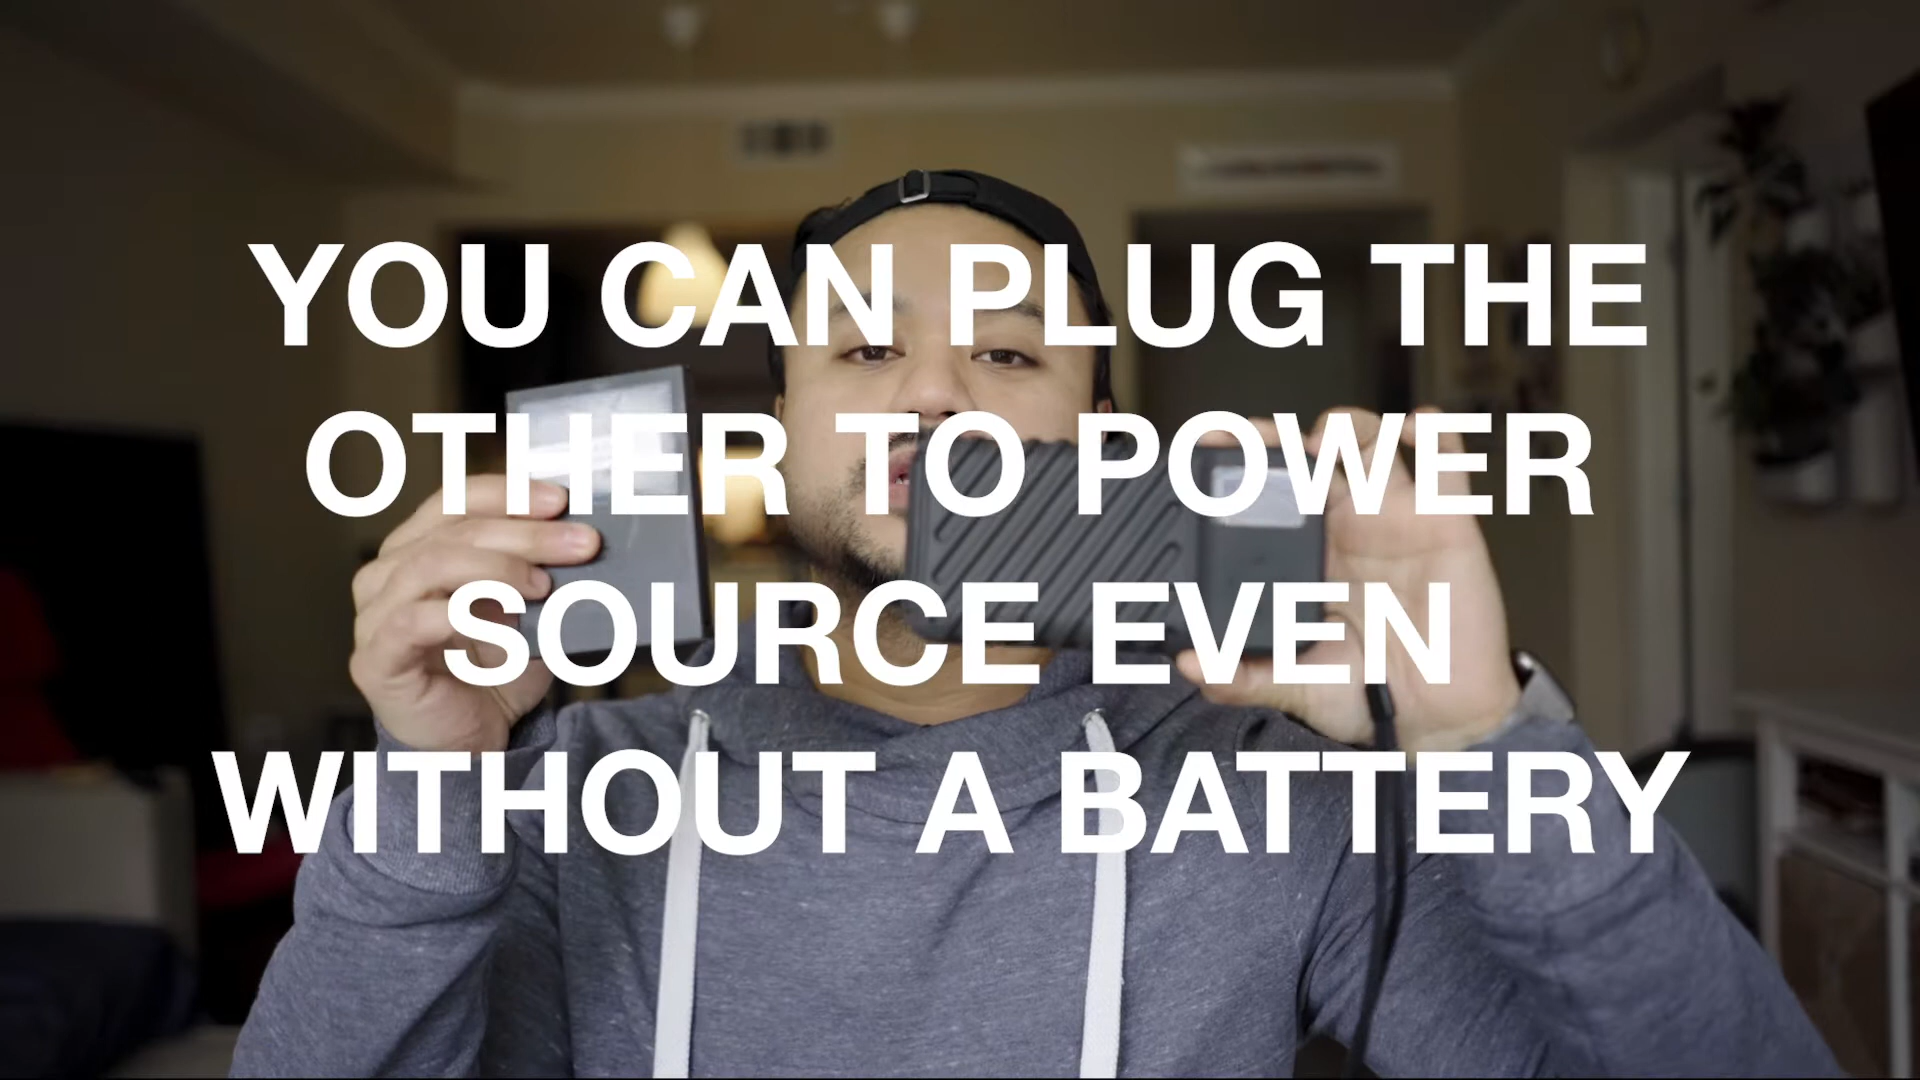 YOU CAN PLUG THE
OTHER TO POWER
SOURCE EVEN
WITHOUT A BATTERY